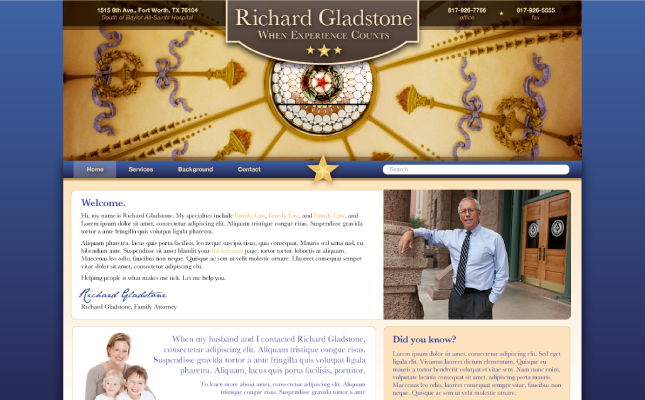 1515 8th Ave., Fort Worth, TX 76104
South of Baylor All-Saints Hospital
Richard Gladstone
When Experience Counts
817-926-7766
office
817-926-5555
fax
Home
Services
Background
Contact
Search
Welcome.
Hi, my name is Richard Gladstone. My specialties include Family Law, Family Law, and Family Law, and
Lorem ipsum dolor sit amet, consectetur adipiscing elit. Aliquam tristique congue risus. Suspendisse gravida
tortor a ante fringilla quis volutpat ligula pharetra.
Aliquam pharetra, lacus quis porta facilisis, leo neque suscipit risus, quis consequat. Mauris sed urna nisl, eu
bibendum ante. Suspendisse sit amet blandit your Background page, tortor tortor, lobortis at aliquam.
Maecenas leo odio, faucibus non neque. Quisque ac sem ut velit molestie ornare. Llaoreet consequat semper
vitae dolor sit amet, consectetur adipiscing elit.
Helping people is what makes me tick. Let me help you.
Richard Gladstone
Richard Gladstone, Family Attorney
When my husband and I contacted Richard Gladstone,
consectetur adipiscing elit. Aliquam tristique congue risus.
Suspendisse gravida tortor a ante fringilla quis volutpat ligula
pharetra. Aliquam, lacus quis porta facilisis, porttitor.
To learn more about amet, consectetur adipiscing elit. Aliquam
tristique congue risus. Suspendisse gravida tortor a ante
Did you know?
Lorem ipsum dolor sit amet, consectetur adipiscing elit. Sed eget
ligula elit. Vivamus laoreet dictum elementum. Quisque eu
mauris a tortor hendrerit volutpat et vitae sem. Nam nunc enim,
vulputate lacinia consequat sit amet, adipiscing mattis mauris.
Maecenas leo odio, laoreet consequat semper vitae, faucibus non
neque. Quisque ac sem ut velit molestie ornare.